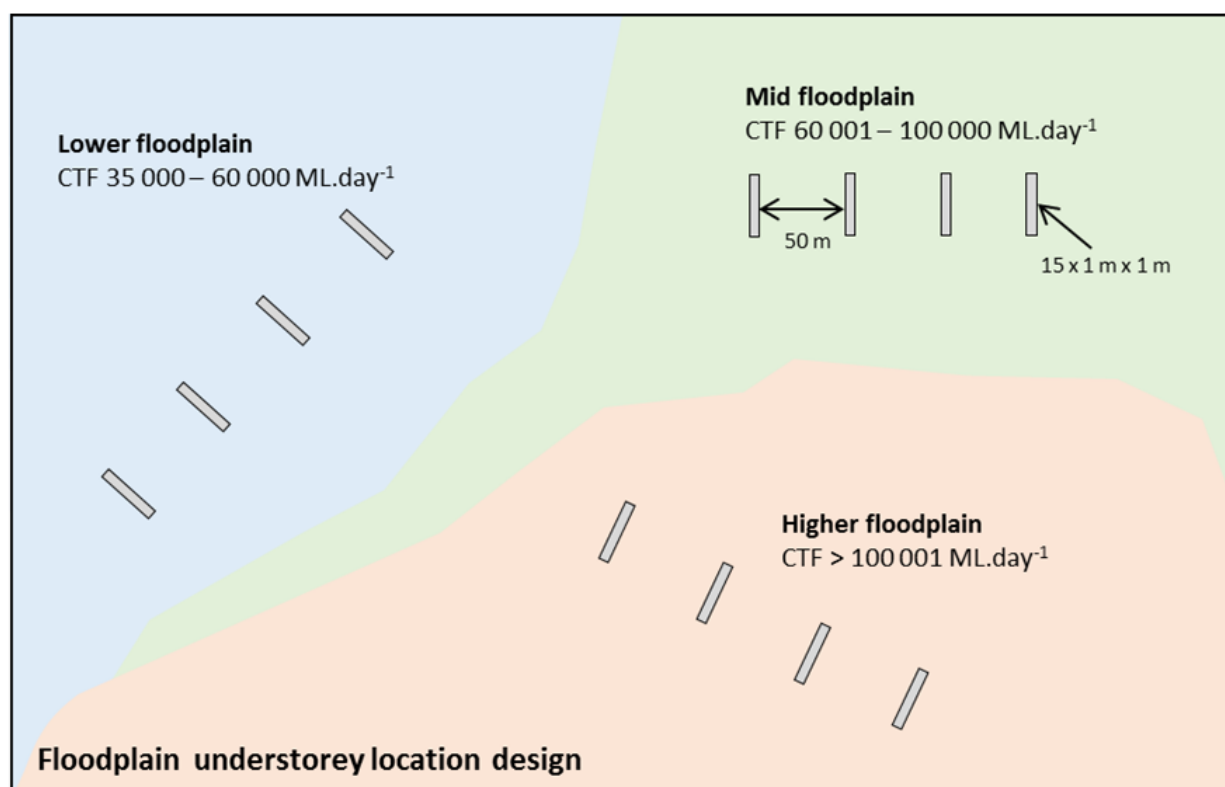 Lower floodplain
CTF 35 000 – 60 000 ML.day⁻¹
Mid floodplain
CTF 60 001 – 100 000 ML.day⁻¹
50 m
15 x 1 m x 1 m
Higher floodplain
CTF > 100 001 ML.day⁻¹
Floodplain understorey location design